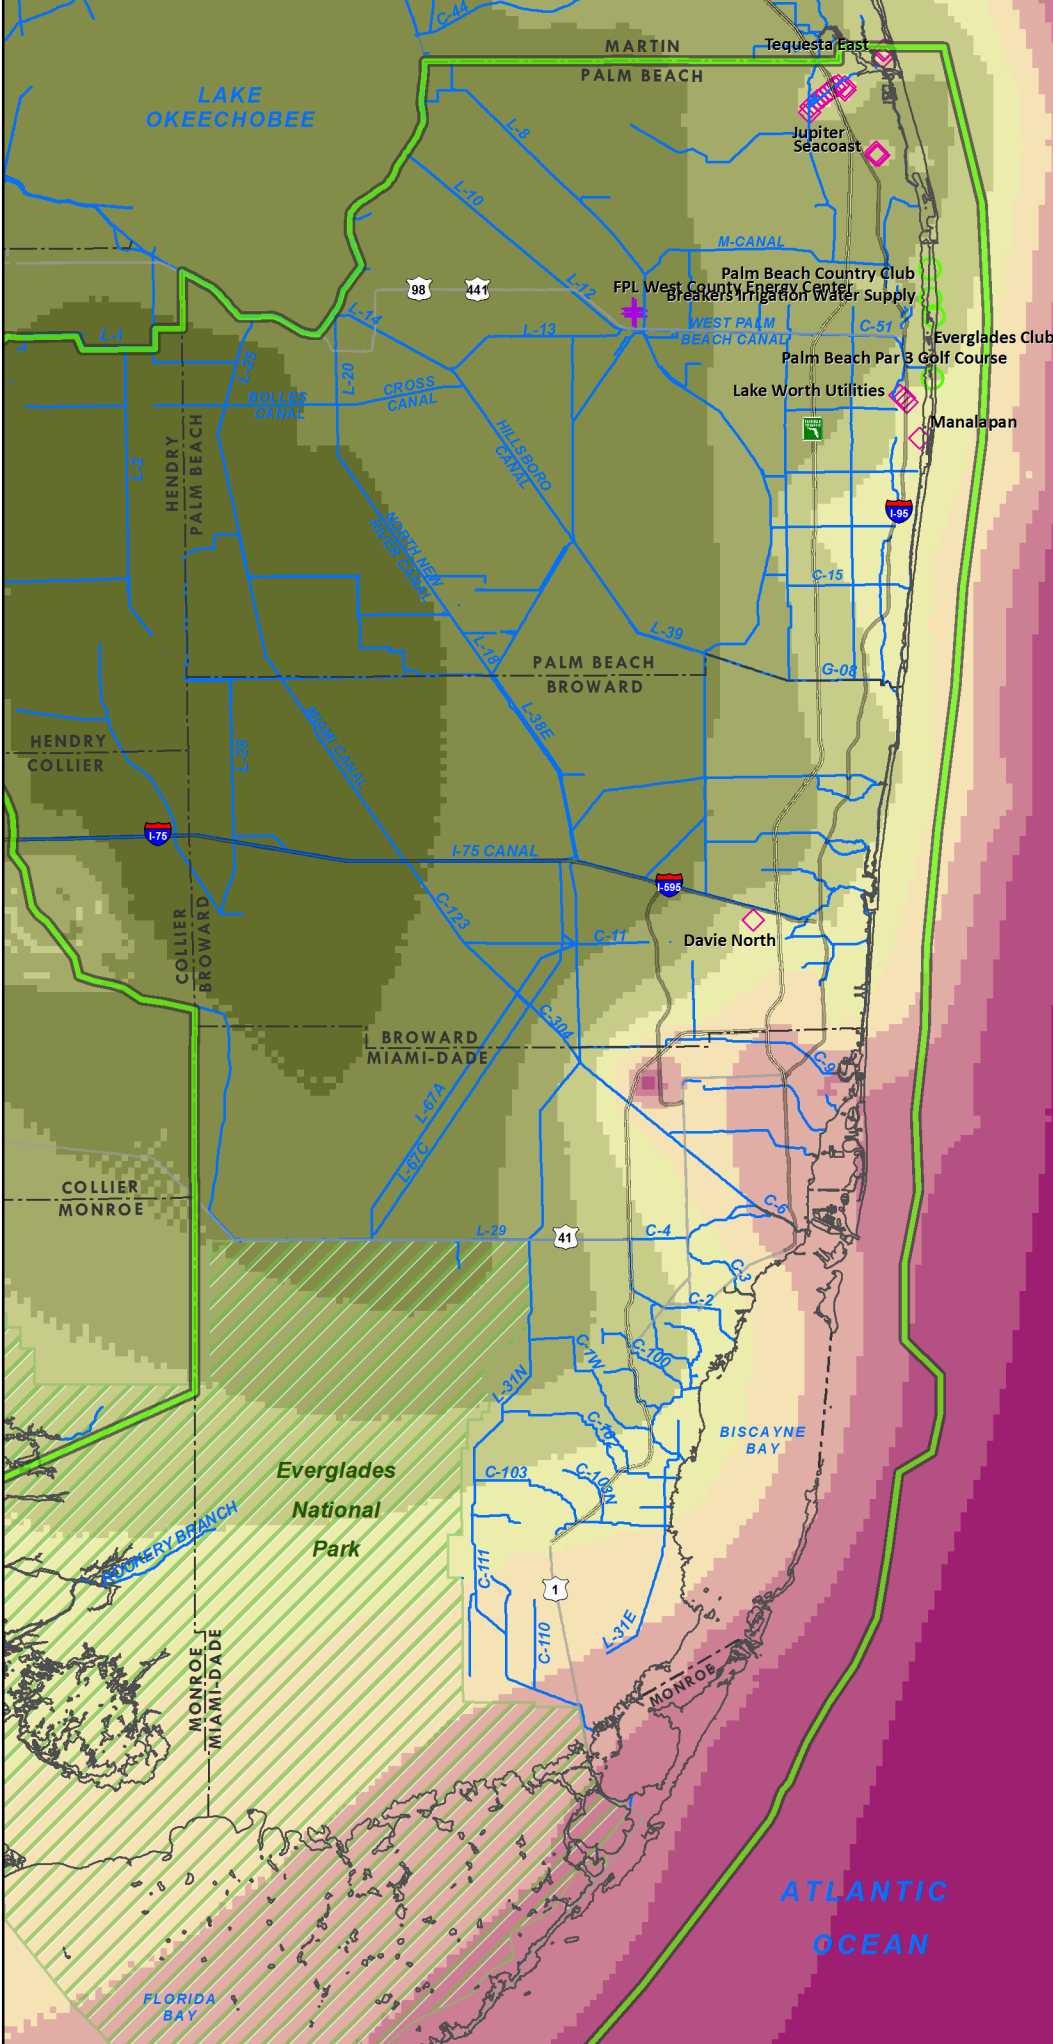 C-44
Tequesta East
MARTIN
PALM BEACH
LAKE
OKEECHOBEE
L-8
Jupiter
Seacoast
L-10
M-CANAL
Palm Beach Country Club
98
441
L-12
FPL West County Energy Center
Breakers Irrigation Water Supply
L-14
L-13
WEST PALM
BEACH CANAL
C-51
L-1
Everglades Club
Palm Beach Par 3 Golf Course
L-25
L-20
CROSS
CANAL
BOLLES
CANAL
Lake Worth Utilities
Manalapan
HENDRY
PALM BEACH
L-2
HILLSBORO
CANAL
I-95
NORTH NEW
RIVER CANAL
C-15
L-39
L-18
PALM BEACH
BROWARD
G-08
L-38E
MIAMI CANAL
HENDRY
COLLIER
L-28
I-75
I-75 CANAL
I-595
C-123
COLLIER
BROWARD
C-11
Davie North
C-304
BROWARD
MIAMI-DADE
C-9
L-67A
L-67C
COLLIER
MONROE
C-6
L-29
41
C-4
C-3
C-2
C-1W
C-100
L-31N
C-102
BISCAYNE
BAY
Everglades
National
Park
C-103
C-103N
ROOKERY BRANCH
C-111
1
C-110
L-31E
MONROE
MIAMI-DADE
MONROE
ATLANTIC
OCEAN
FLORIDA
BAY